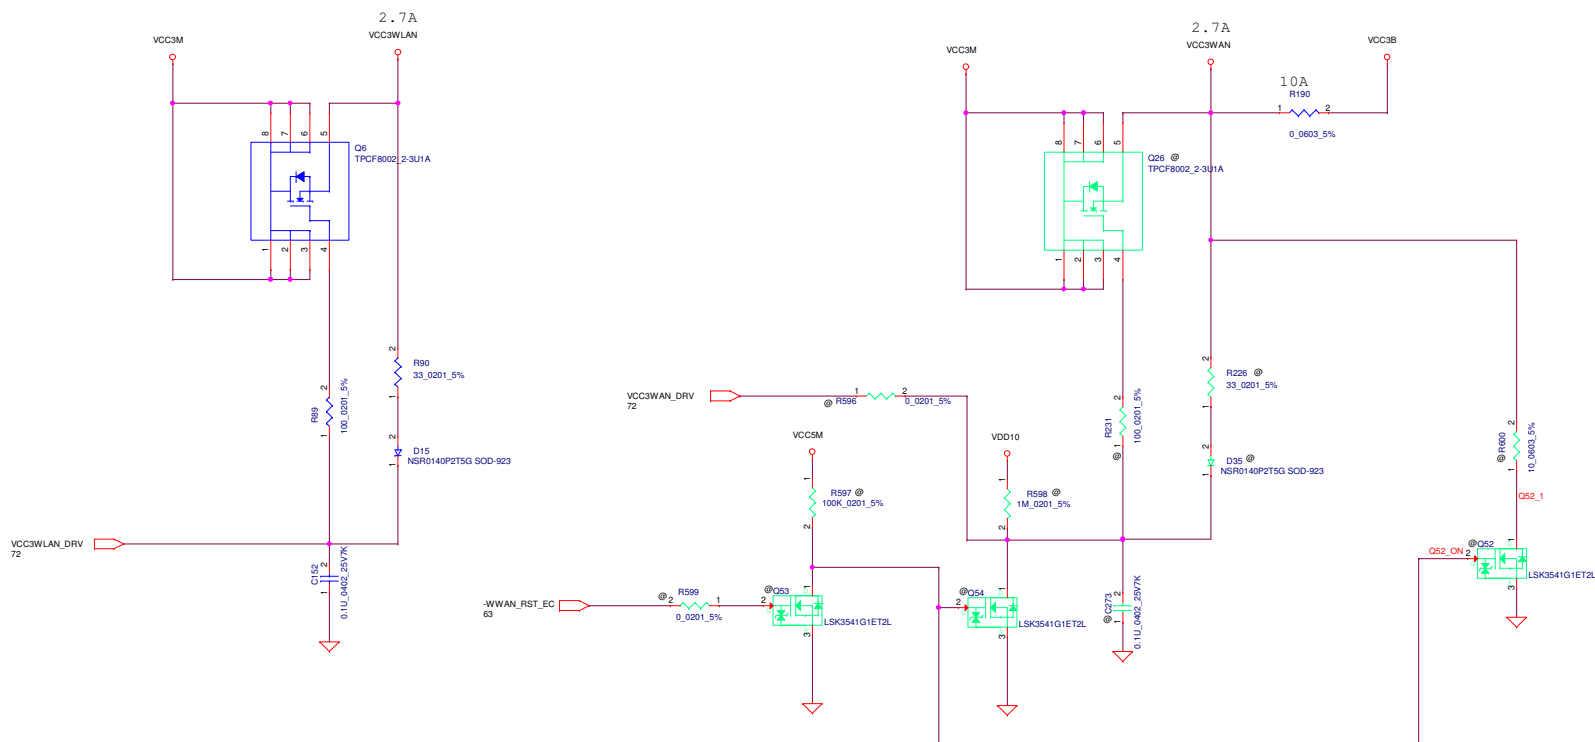 2.7A
VCC3WLAN
VCC3M
8
7
6
5
Q6
TPCF8002_2-3U1A
1
2
3
4
2
R90
33_0201_5%
1
2
R89
100_0201_5%
1
2
D15
NSR0140P2T5G SOD-923
1
VCC3WLAN_DRV
72
2
C152
0.1U_0402_25V7K
1
2.7A
VCC3WAN
VCC3M
VCC3B
10A
R190
1
2
0_0603_5%
8
7
6
5
Q26 @
TPCF8002_2-3U1A
1
2
3
4
2
R226 @
33_0201_5%
1
VCC3WAN_DRV
72
1
2
@ R596
0_0201_5%
2
R231
100_0201_5%
1
@
2
D35 @
NSR0140P2T5G SOD-923
1
2
@ R600
10_0603_5%
1
Q52_1
VCC5M
1
R597 @
100K_0201_5%
2
VDD10
1
R598 @
1M_0201_5%
2
-WWAN_RST_EC
63
R599
2
1
0_0201_5%
2
@ Q53
1
LSK3541G1ET2L
3
2
@ Q54
1
LSK3541G1ET2L
3
2
@ C273
0.1U_0402_25V7K
1
Q52_ON
2
@ Q52
1
LSK3541G1ET2L
3